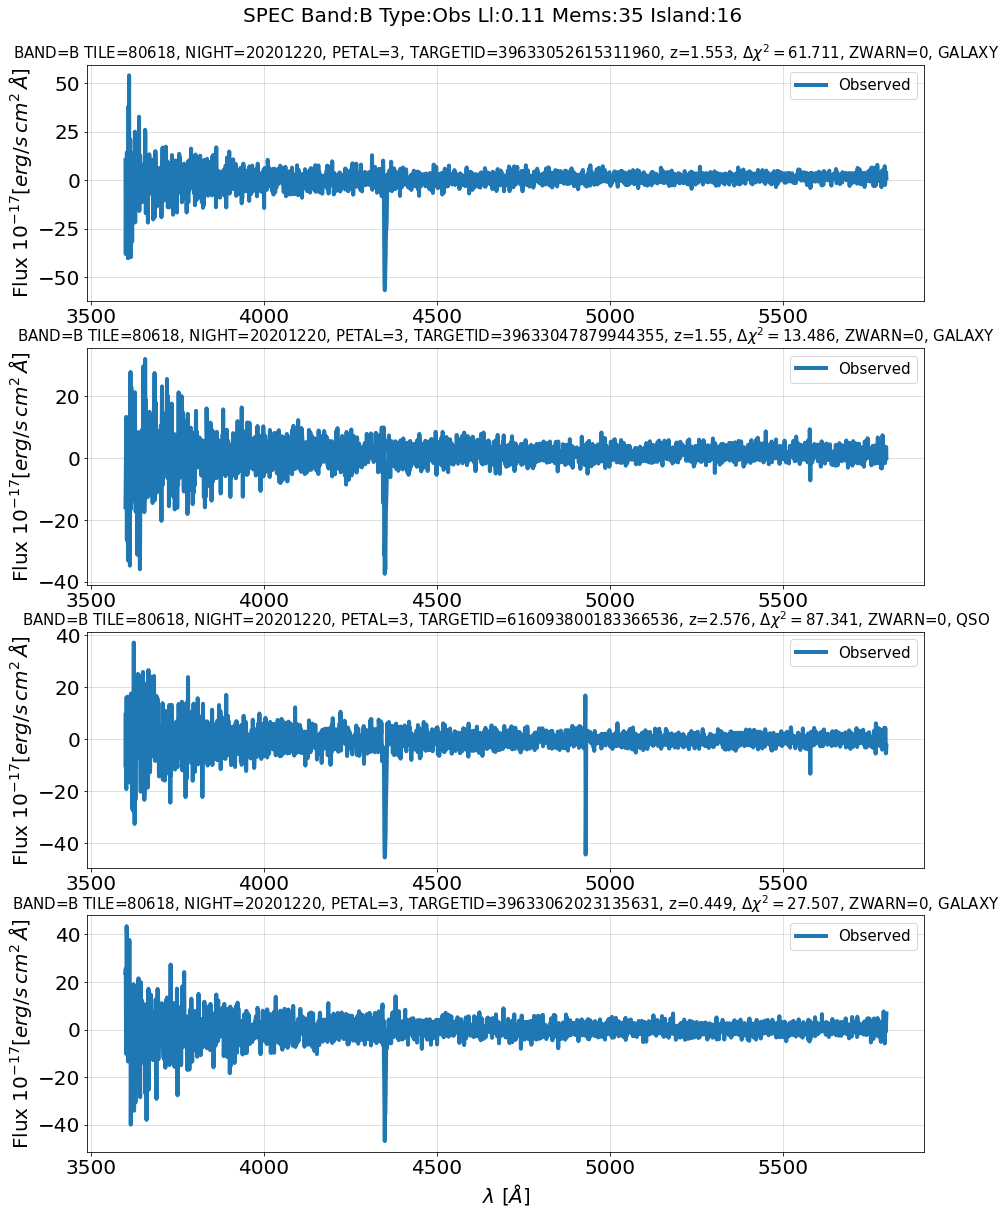 SPEC Band:B Type:Obs Ll:0.11 Mems:35 Island:16
BAND=B TILE=80618, NIGHT=20201220, PETAL=3, TARGETID=39633052615311960, z=1.553, Δχ² = 61.711, ZWARN=0, GALAXY
Observed
Flux 10⁻¹⁷[erg/s cm² Å]
50
25
0
−25
−50
3500 4000 4500 5000 5500
BAND=B TILE=80618, NIGHT=20201220, PETAL=3, TARGETID=39633047879944355, z=1.55, Δχ² = 13.486, ZWARN=0, GALAXY
Observed
Flux 10⁻¹⁷[erg/s cm² Å]
20
0
−20
−40
3500 4000 4500 5000 5500
BAND=B TILE=80618, NIGHT=20201220, PETAL=3, TARGETID=616093800183366536, z=2.576, Δχ² = 87.341, ZWARN=0, QSO
Observed
Flux 10⁻¹⁷[erg/s cm² Å]
40
20
0
−20
−40
3500 4000 4500 5000 5500
BAND=B TILE=80618, NIGHT=20201220, PETAL=3, TARGETID=39633062023135631, z=0.449, Δχ² = 27.507, ZWARN=0, GALAXY
Observed
Flux 10⁻¹⁷[erg/s cm² Å]
40
20
0
−20
−40
3500 4000 4500 5000 5500
λ [Å]